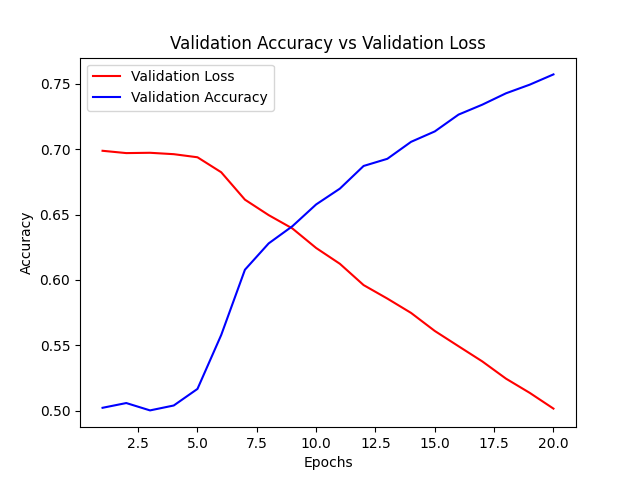 Validation Accuracy vs Validation Loss
Validation Loss
Validation Accuracy
0.75
0.70
0.65
0.60
0.55
0.50
Accuracy
2.5 5.0 7.5 10.0 12.5 15.0 17.5 20.0
Epochs